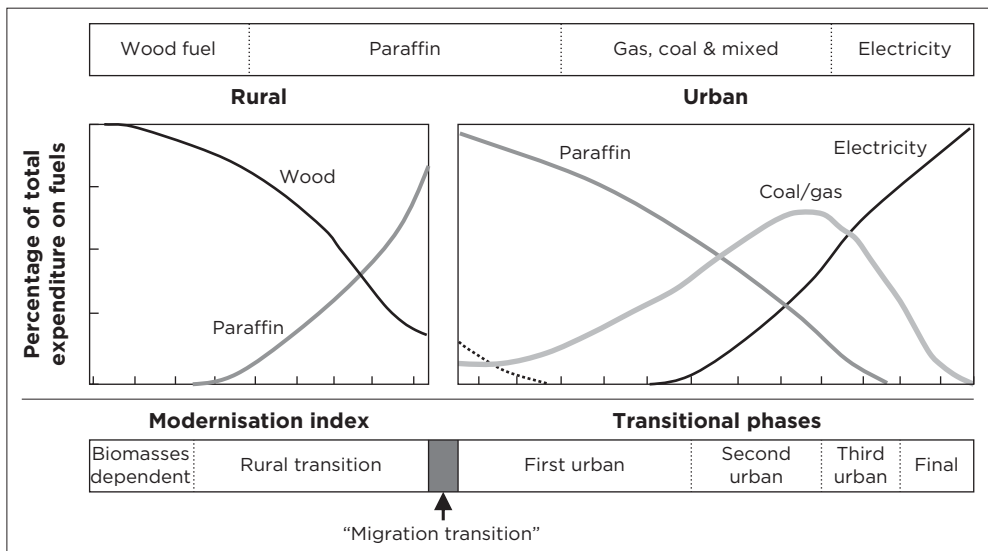 Wood fuel
Paraffin
Gas, coal & mixed
Electricity
Rural
Urban
Percentage of total
expenditure on fuels
Wood
Paraffin
Paraffin
Electricity
Coal/gas
Modernisation index
Transitional phases
Biomasses
dependent
Rural transition
First urban
Second
urban
Third
urban
Final
“Migration transition”